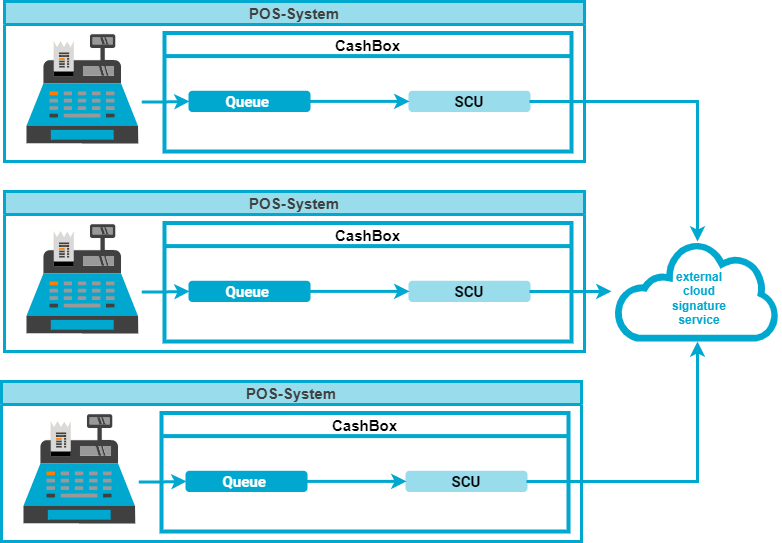 POS-System
CashBox
Queue
SCU
POS-System
CashBox
Queue
SCU
external
cloud
signature
service
POS-System
CashBox
Queue
SCU